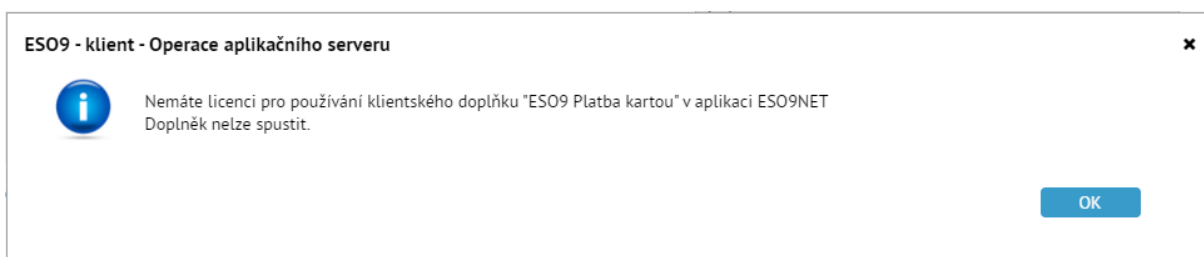 ESO9 - klient - Operace aplikačního serveru
Nemáte licenci pro používání klientského doplňku "ESO9 Platba kartou" v aplikaci ESO9NET
Doplněk nelze spustit.
OK